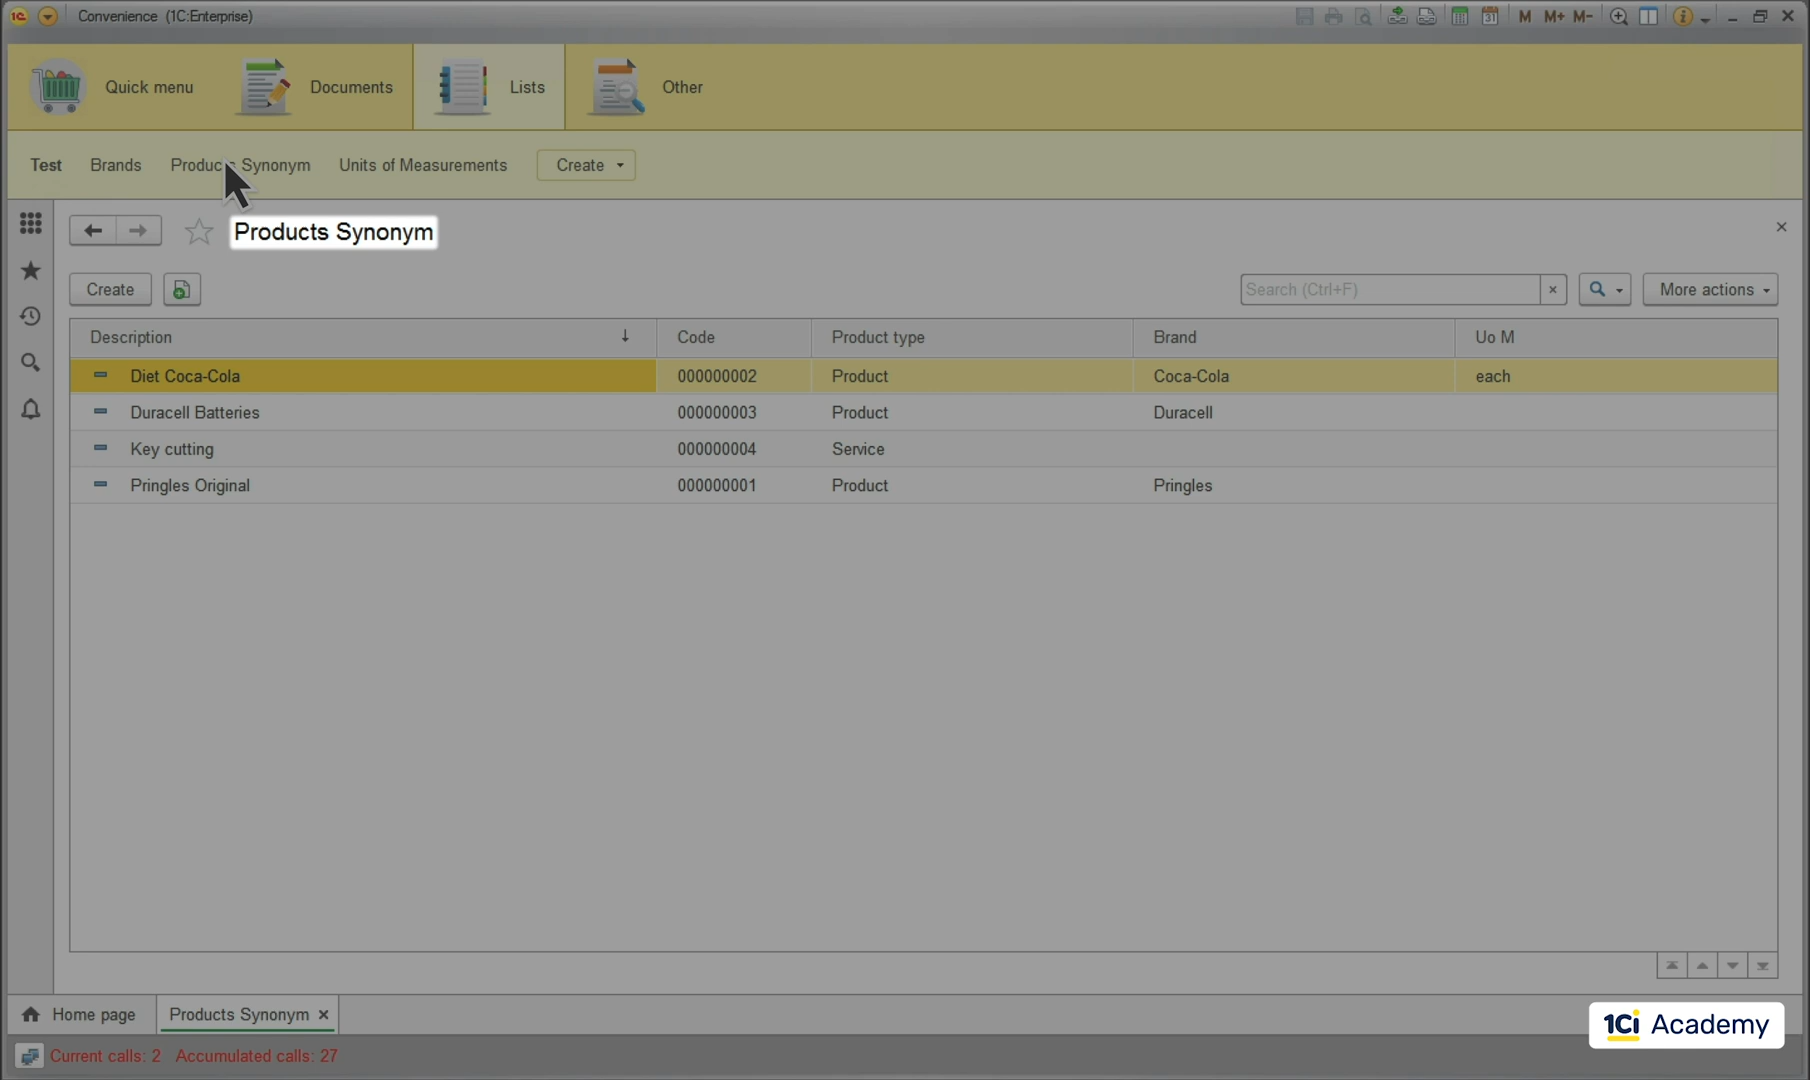 Convenience (1C:Enterprise)
M M+ M-
Quick menu Documents Lists Other
Test Brands Products Synonym Units of Measurements Create
Products Synonym
Create Search (Ctrl+F) × More actions
Description Code Product type Brand Uo M
Diet Coca-Cola 000000002 Product Coca-Cola each
Duracell Batteries 000000003 Product Duracell
Key cutting 000000004 Service
Pringles Original 000000001 Product Pringles
Home page Products Synonym ×
1Ci Academy
Current calls: 2 Accumulated calls: 27